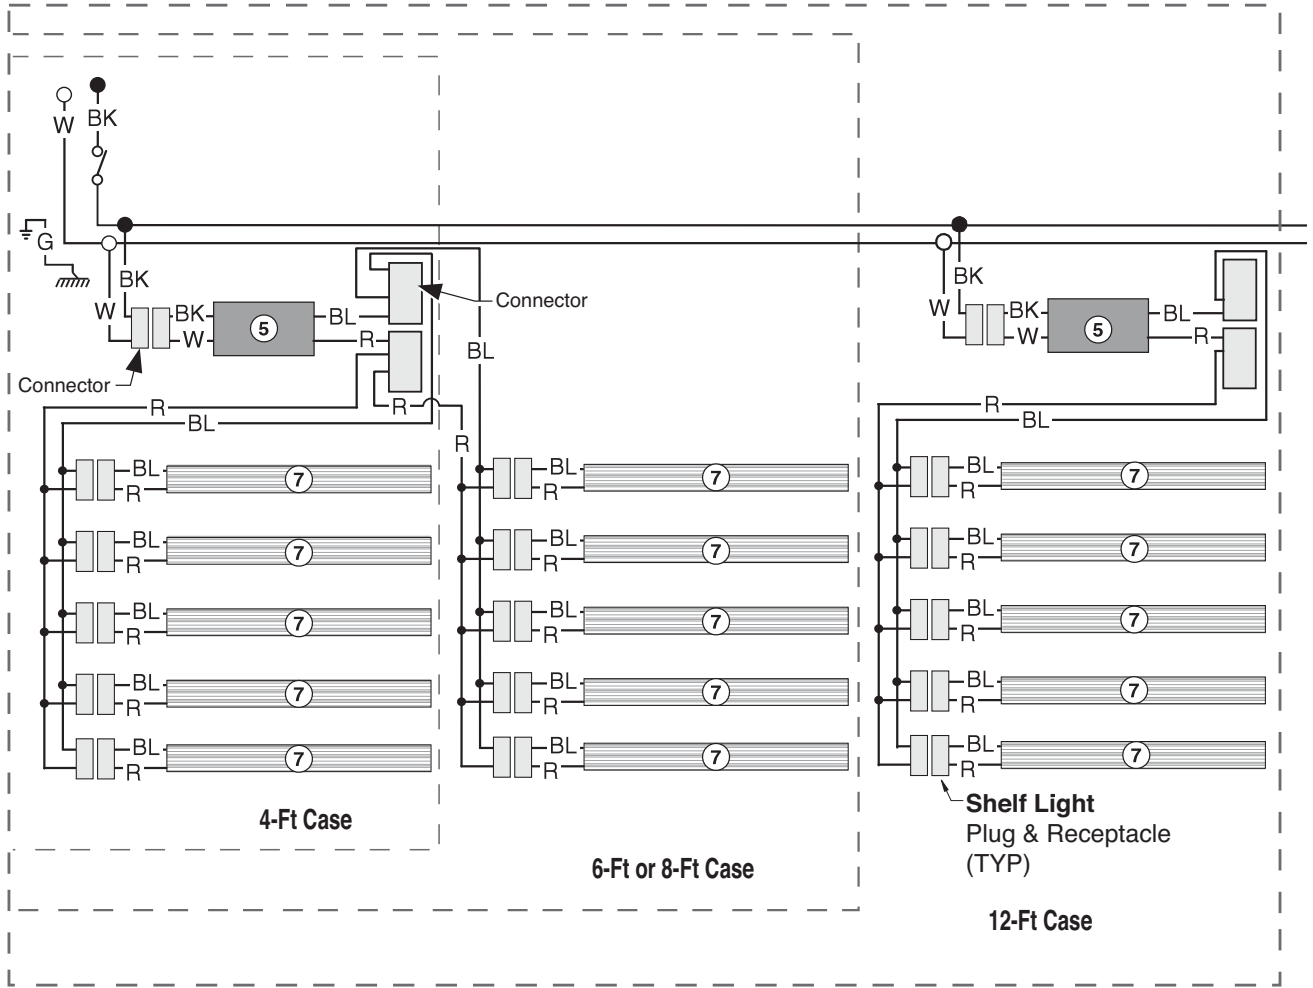 W
BK
G
BK
W
BK
W
5
BL
R
Connector
Connector
BL
R
BL
R
R
BK
W
BK
W
5
BL
R
R
BL
BL
R
7
BL
R
7
BL
R
7
BL
R
7
BL
R
7
BL
R
7
BL
R
7
BL
R
7
BL
R
7
BL
R
7
BL
R
7
BL
R
7
BL
R
7
BL
R
7
BL
R
7
Shelf Light
Plug & Receptacle
(TYP)
4-Ft Case
6-Ft or 8-Ft Case
12-Ft Case